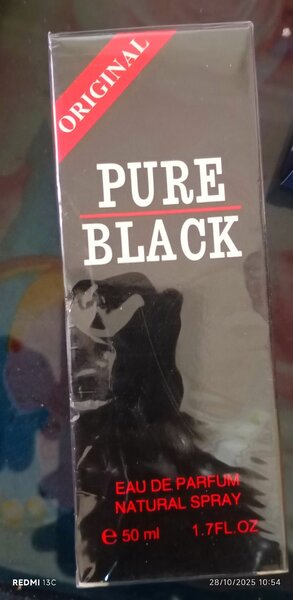 ORIGINAL
PURE
BLACK
EAU DE PARFUM
NATURAL SPRAY
e 50 ml 1.7FL.OZ
REDMI 13C
28/10/2025 10:54